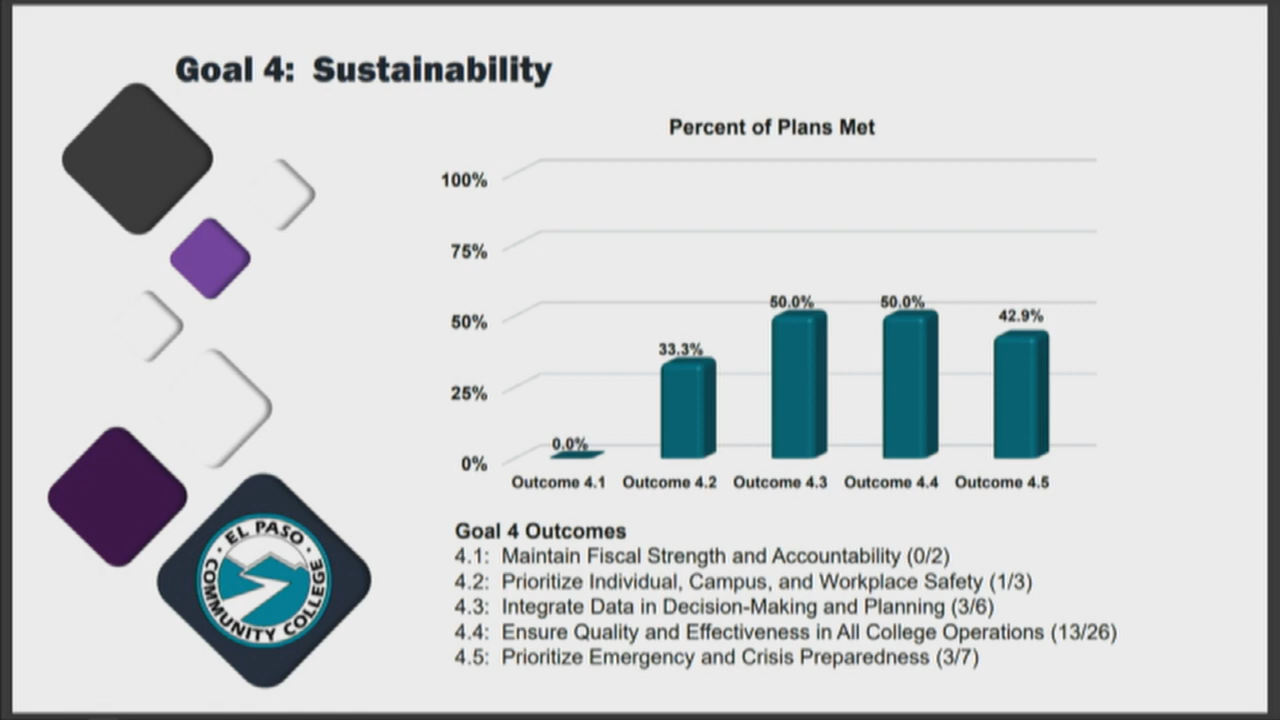 Goal 4: Sustainability
Percent of Plans Met
100%
75%
50%
25%
0%
0.0%
33.3%
50.0%
50.0%
42.9%
Outcome 4.1
Outcome 4.2
Outcome 4.3
Outcome 4.4
Outcome 4.5
Goal 4 Outcomes
4.1: Maintain Fiscal Strength and Accountability (0/2)
4.2: Prioritize Individual, Campus, and Workplace Safety (1/3)
4.3: Integrate Data in Decision-Making and Planning (3/6)
4.4: Ensure Quality and Effectiveness in All College Operations (13/26)
4.5: Prioritize Emergency and Crisis Preparedness (3/7)
· EL PASO ·
COMMUNITY COLLEGE